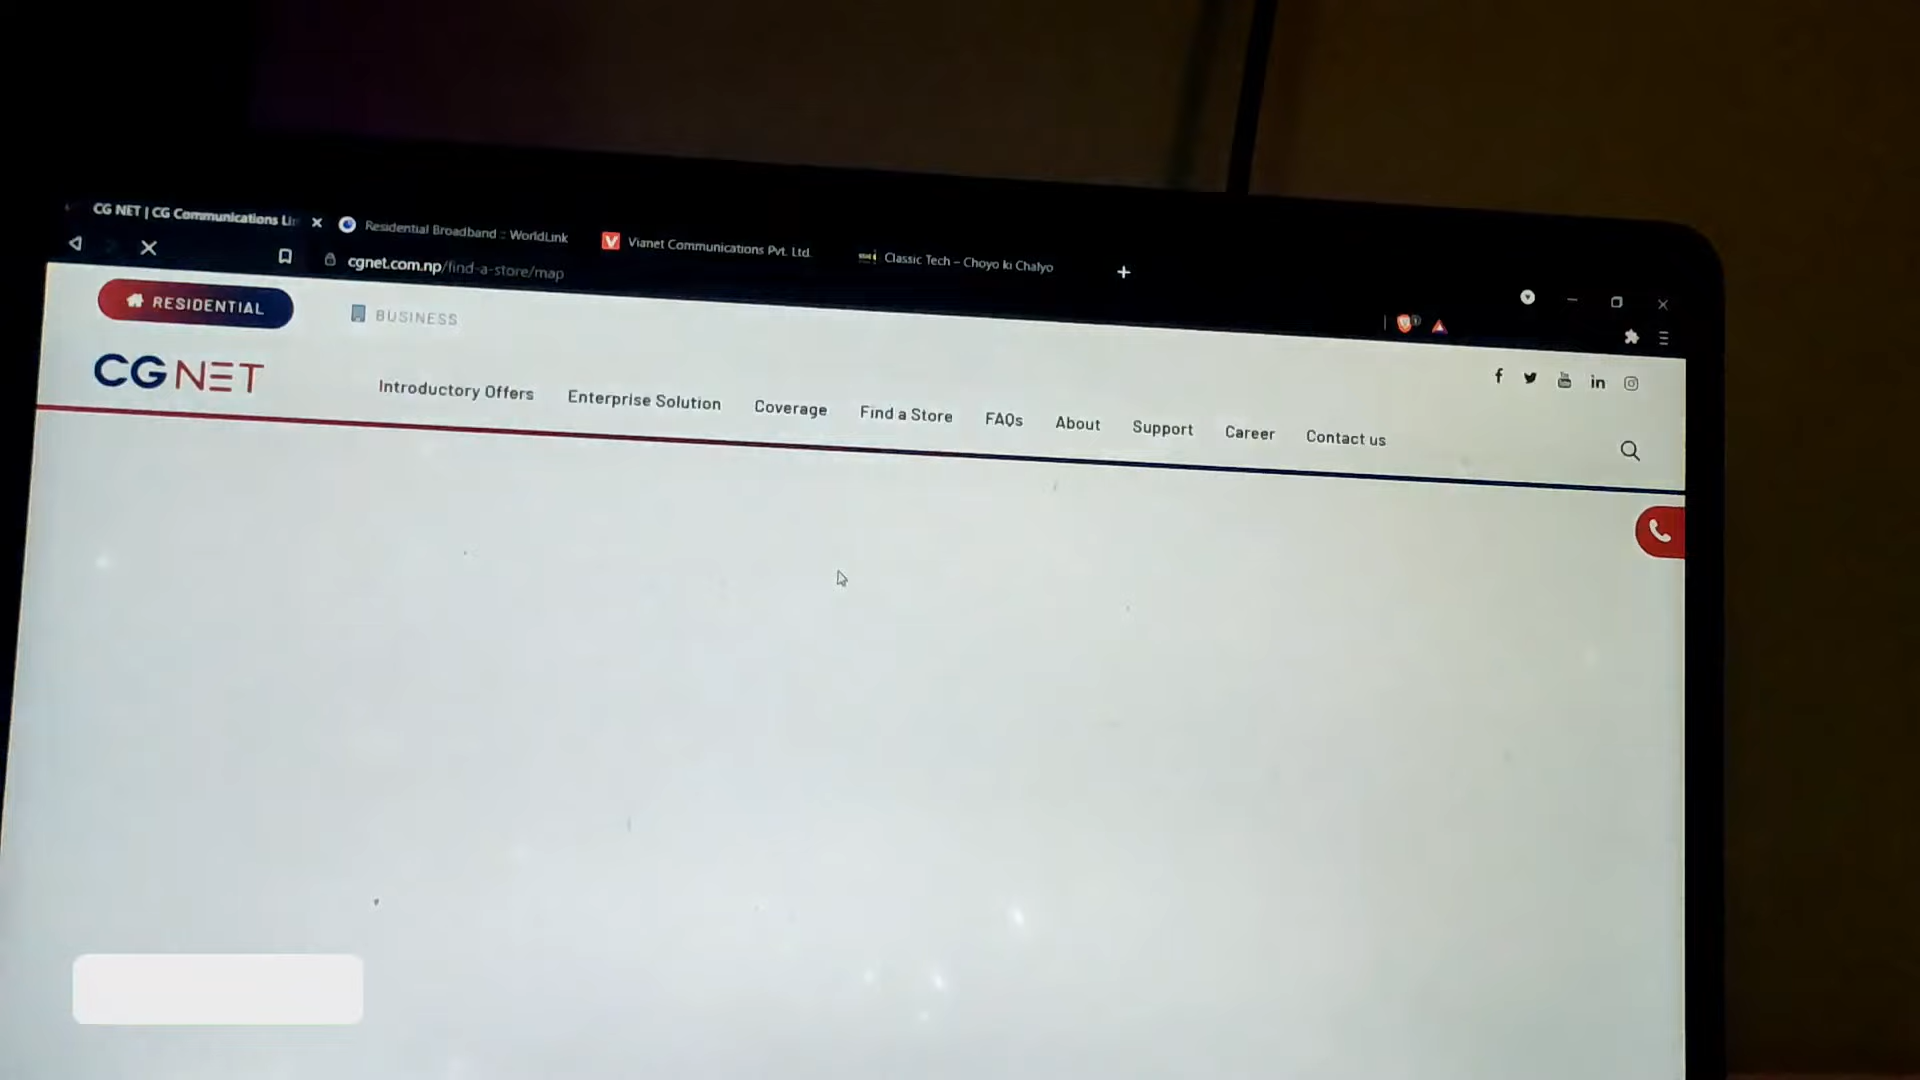 CG NET | CG Communications Li
Residential Broadband :: WorldLink
Vianet Communications Pvt. Ltd.
Classic Tech – Choyo ki Chalyo
cgnet.com.np/find-a-store/map
RESIDENTIAL
BUSINESS
CG NET
Introductory Offers
Enterprise Solution
Coverage
Find a Store
FAQs
About
Support
Career
Contact us